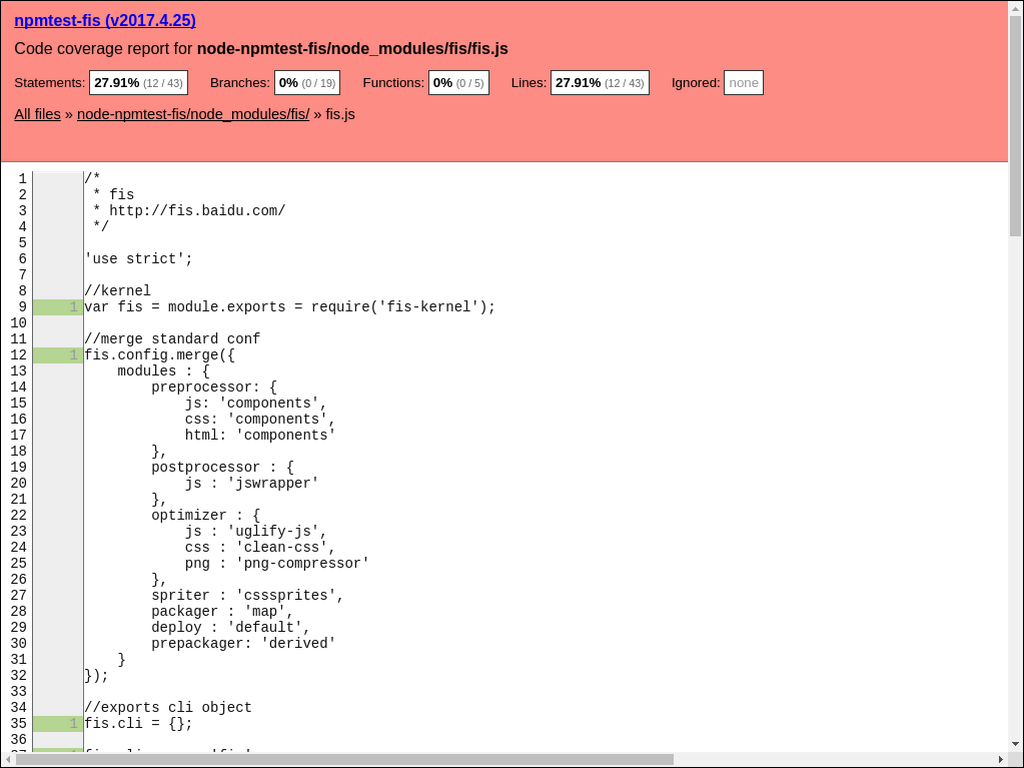 npmtest-fis (v2017.4.25)
Code coverage report for node-npmtest-fis/node_modules/fis/fis.js
Statements: 27.91% (12 / 43) Branches: 0% (0 / 19) Functions: 0% (0 / 5) Lines: 27.91% (12 / 43) Ignored: none
All files » node-npmtest-fis/node_modules/fis/ » fis.js
1 /*
2  * fis
3  * http://fis.baidu.com/
4  */
5
6 'use strict';
7
8 //kernel
9 1 var fis = module.exports = require('fis-kernel');
10
11 //merge standard conf
12 1 fis.config.merge({
13     modules : {
14         preprocessor: {
15             js: 'components',
16             css: 'components',
17             html: 'components'
18         },
19         postprocessor : {
20             js : 'jswrapper'
21         },
22         optimizer : {
23             js : 'uglify-js',
24             css : 'clean-css',
25             png : 'png-compressor'
26         },
27         spriter : 'csssprites',
28         packager : 'map',
29         deploy : 'default',
30         prepackager: 'derived'
31     }
32 });
33
34 //exports cli object
35 1 fis.cli = {};
36